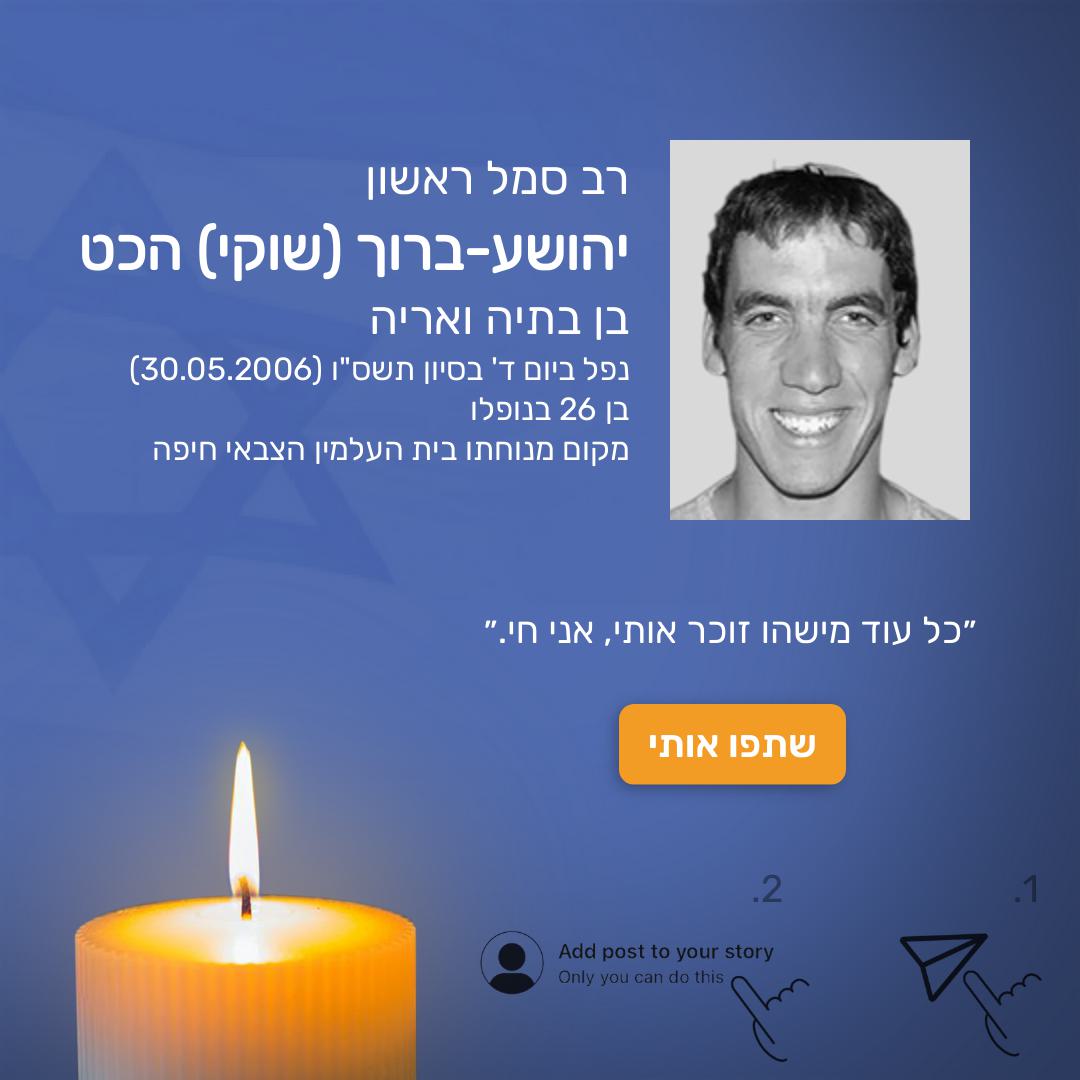 רב סמל ראשון
יהושע-ברוך (שוקי) הכט
בן בתיה ואריה
נפל ביום ד' בסיון תשס"ו (30.05.2006)
בן 26 בנופלו
מקום מנוחתו בית העלמין הצבאי חיפה
״כל עוד מישהו זוכר אותי, אני חי.״
שתפו אותי
1.
2.
Add post to your story
Only you can do this